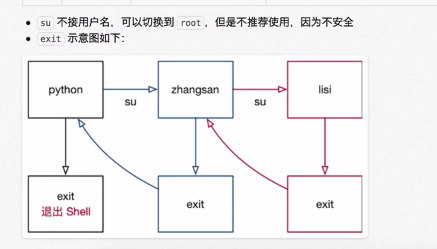 su 不接用户名，可以切换到 root，但是不推荐使用，因为不安全
exit 示意图如下：
python
su
zhangsan
su
lisi
exit
退出 Shell
exit
exit